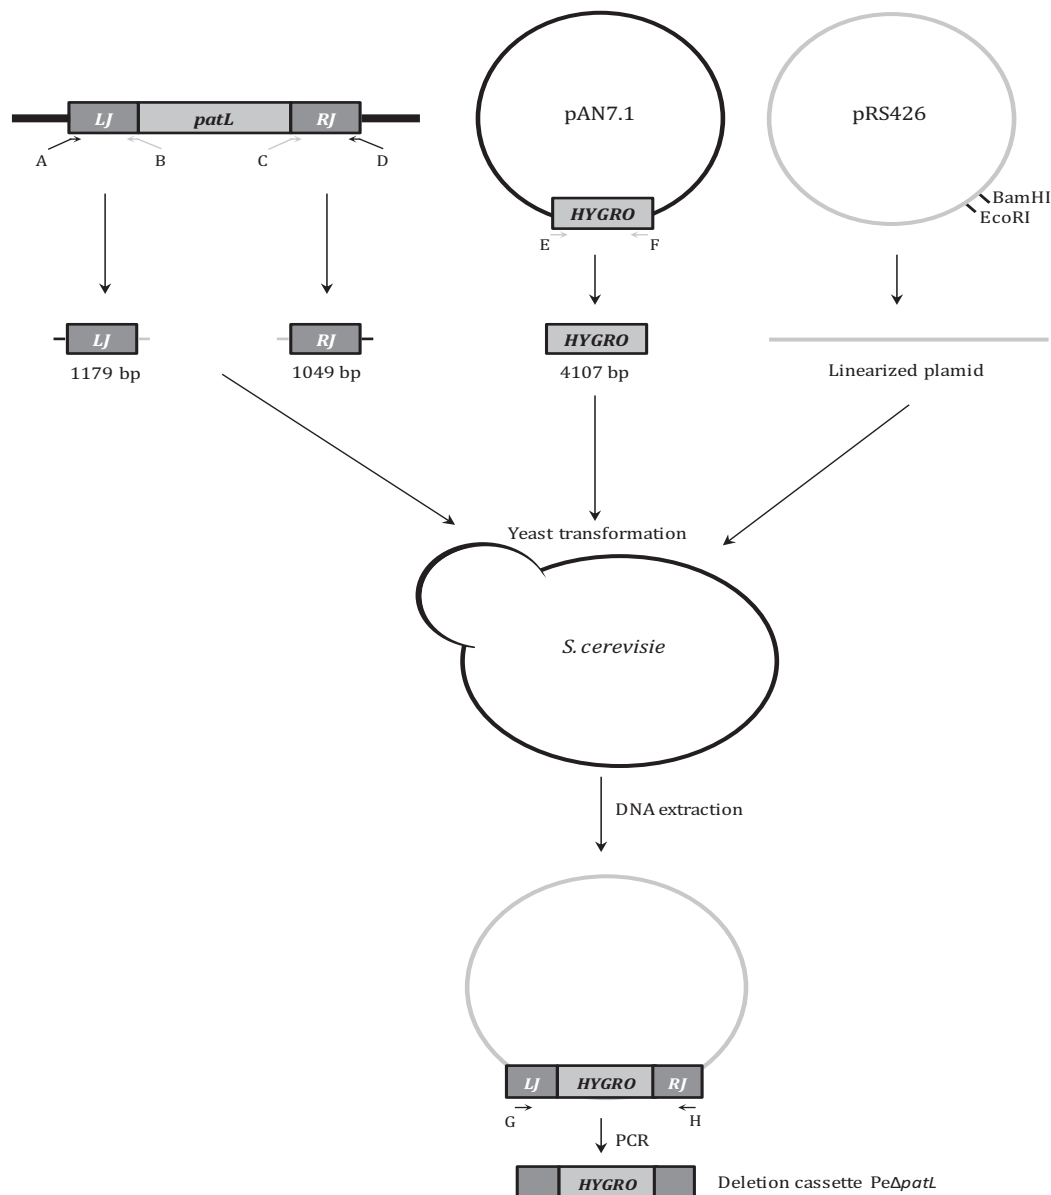 pAN7.1
pRS426
LJ patL RJ
A B C D
BamHI
EcoRI
HYGRO
E F
LJ
RJ
HYGRO
1179 bp
1049 bp
4107 bp
Linearized plamid
Yeast transformation
S. cerevisie
DNA extraction
LJ HYGRO RJ
G H
PCR
HYGRO
Deletion cassette PeΔpatL